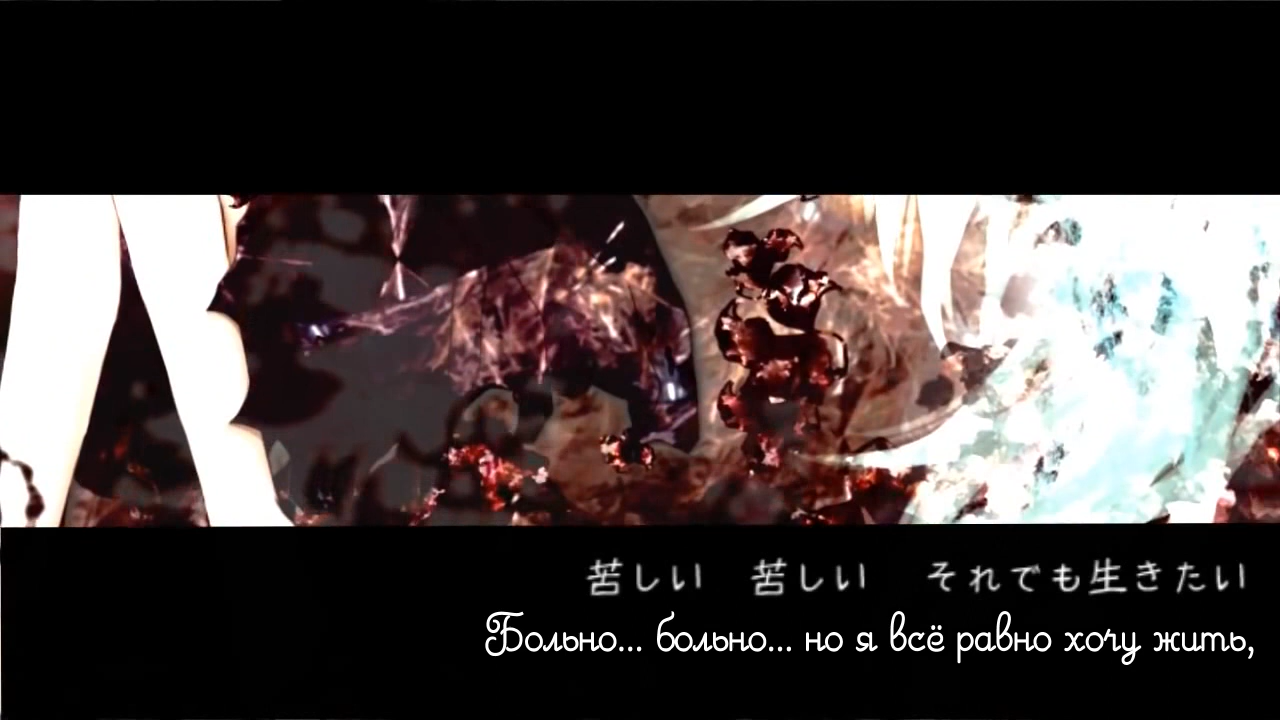 苦しい 苦しい それでも生きたい
Больно... больно... но я всё равно хочу жить,